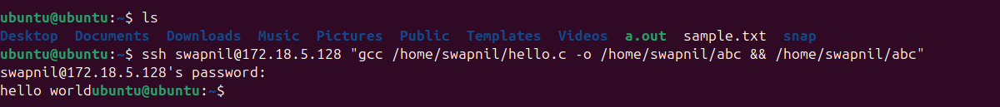 ubuntu@ubuntu:~$ ls
Desktop Documents Downloads Music Pictures Public Templates Videos a.out sample.txt snap
ubuntu@ubuntu:~$ ssh swapnil@172.18.5.128 "gcc /home/swapnil/hello.c -o /home/swapnil/abc && /home/swapnil/abc"
swapnil@172.18.5.128's password:
hello worldubuntu@ubuntu:~$